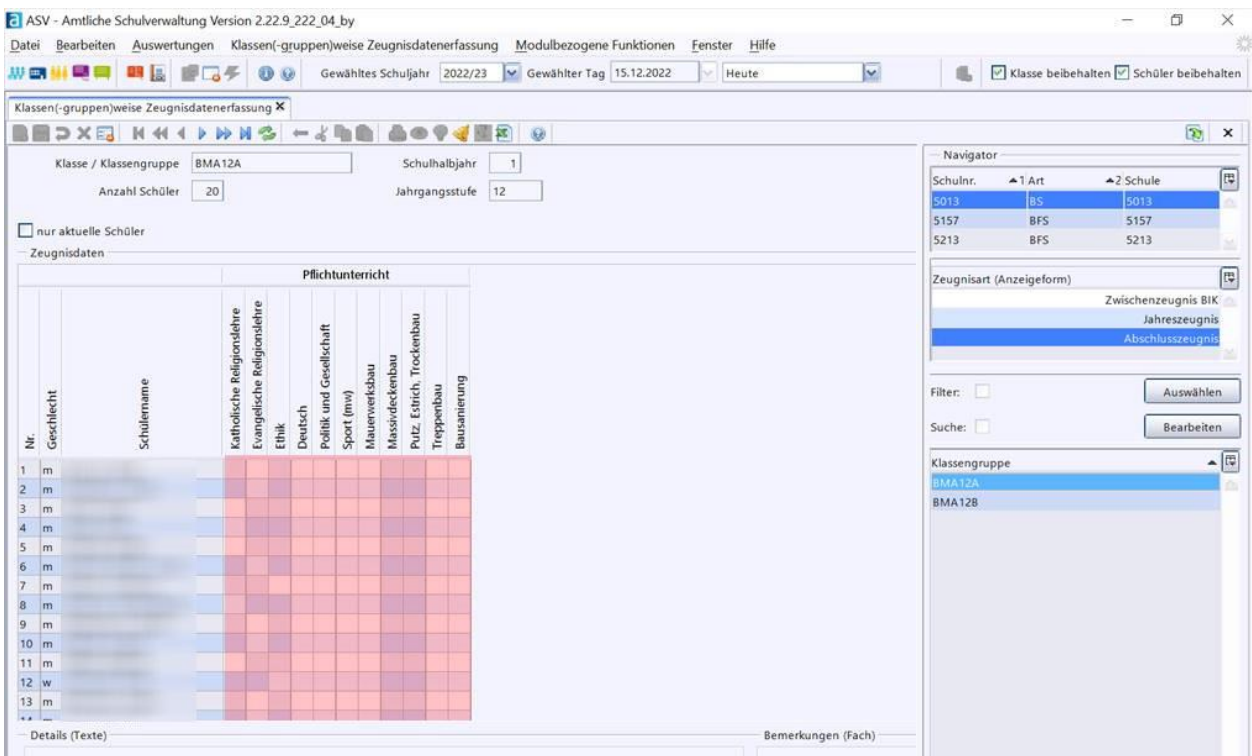 ASV - Amtliche Schulverwaltung Version 2.22.9_222_04_by
Datei Bearbeiten Auswertungen Klassen(-gruppen)weise Zeugnisdatenerfassung Modulbezogene Funktionen Fenster Hilfe
Gewähltes Schuljahr 2022/23 Gewählter Tag 15.12.2022 Heute Klasse beibehalten Schüler beibehalten
Klassen(-gruppen)weise Zeugnisdatenerfassung
Klasse / Klassengruppe BMA12A Schulhalbjahr 1
Anzahl Schüler 20 Jahrgangsstufe 12
nur aktuelle Schüler
Zeugnisdaten
Pflichtunterricht
Nr.
Geschlecht
Schülername
Katholische Religionslehre
Evangelische Religionslehre
Ethik
Deutsch
Politik und Gesellschaft
Sport (mw)
Mauerwerksbau
Massivdeckenbau
Putz, Estrich, Trockenbau
Treppenbau
Bausanierung
1 m
2 m
3 m
4 m
5 m
6 m
7 m
8 m
9 m
10 m
11 m
12 w
13 m
Details (Texte)
Bemerkungen (Fach)
Navigator
Schulnr. 1 Art 2 Schule
5013 BS 5013
5157 BFS 5157
5213 BFS 5213
Zeugnisart (Anzeigeform)
Zwischenzeugnis BIK
Jahreszeugnis
Abschlusszeugnis
Filter: Auswählen
Suche: Bearbeiten
Klassengruppe
BMA12A
BMA12B